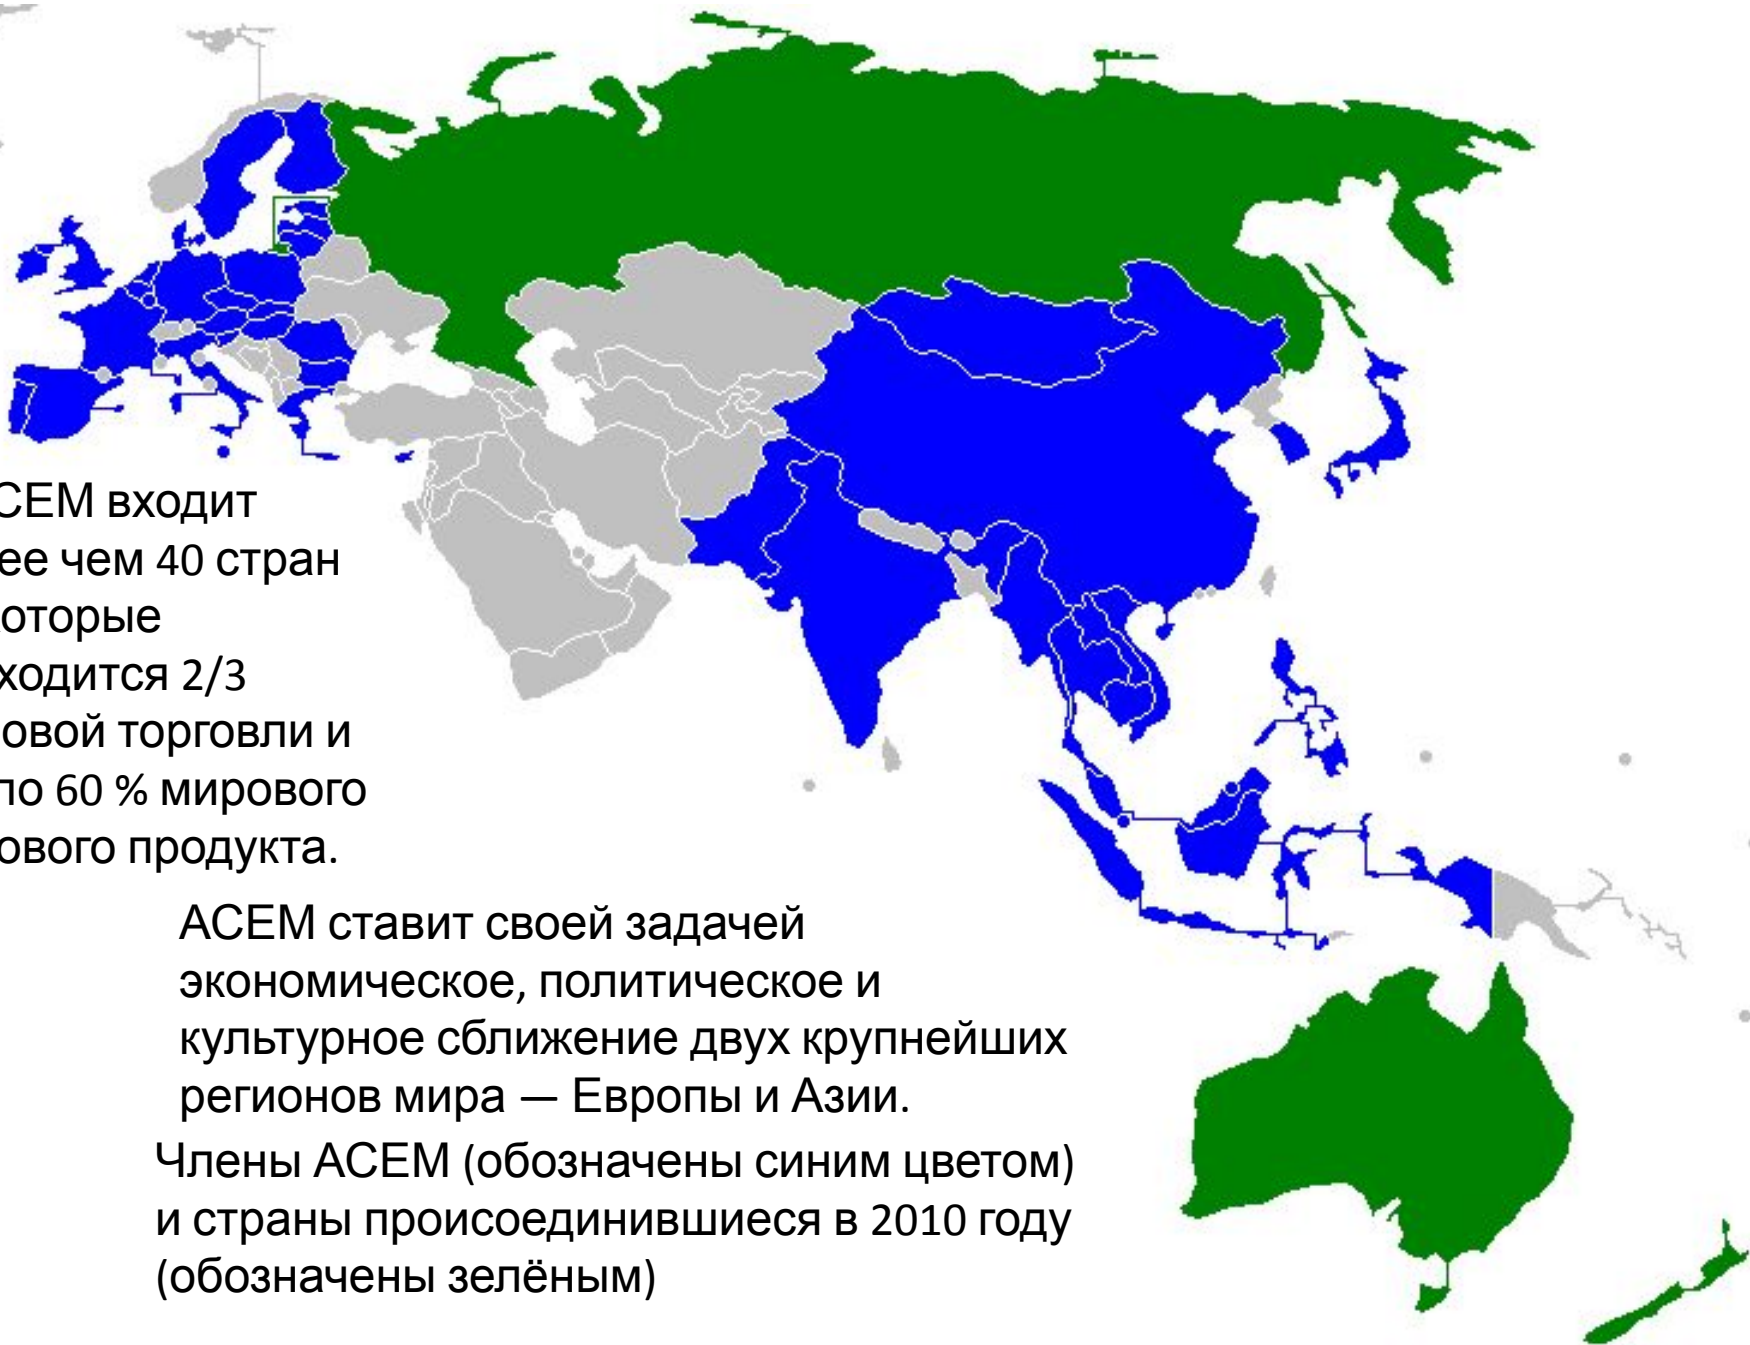 СЕМ входит
ее чем 40 стран
которые
ходится 2/3
овой торговли и
ло 60 % мирового
ового продукта.
АСЕМ ставит своей задачей
экономическое, политическое и
культурное сближение двух крупнейших
регионов мира — Европы и Азии.
Члены АСЕМ (обозначены синим цветом)
и страны происоединившиеся в 2010 году
(обозначены зелёным)